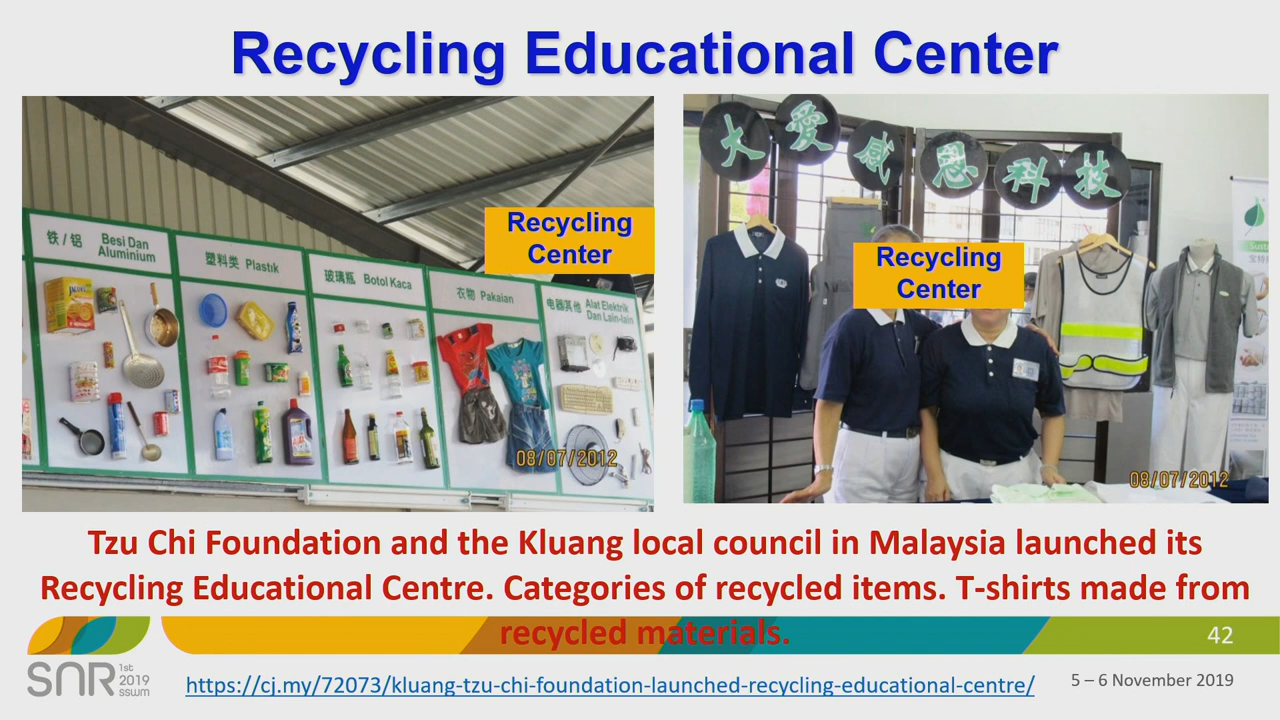 Recycling Educational Center
铁 / 铝 Besi Dan Aluminium
塑料类 Plastik
玻璃瓶 Botol Kaca
衣物 Pakaian
电器其他 Alat Elektrik Dan Lain-lain
Recycling
Center
08/07/2012
大愛感恩科技
Recycling
Center
08/07/2012
Tzu Chi Foundation and the Kluang local council in Malaysia launched its
Recycling Educational Centre. Categories of recycled items. T-shirts made from
recycled materials.
42
SNR
1st
2019
sswm
https://cj.my/72073/kluang-tzu-chi-foundation-launched-recycling-educational-centre/
5 – 6 November 2019